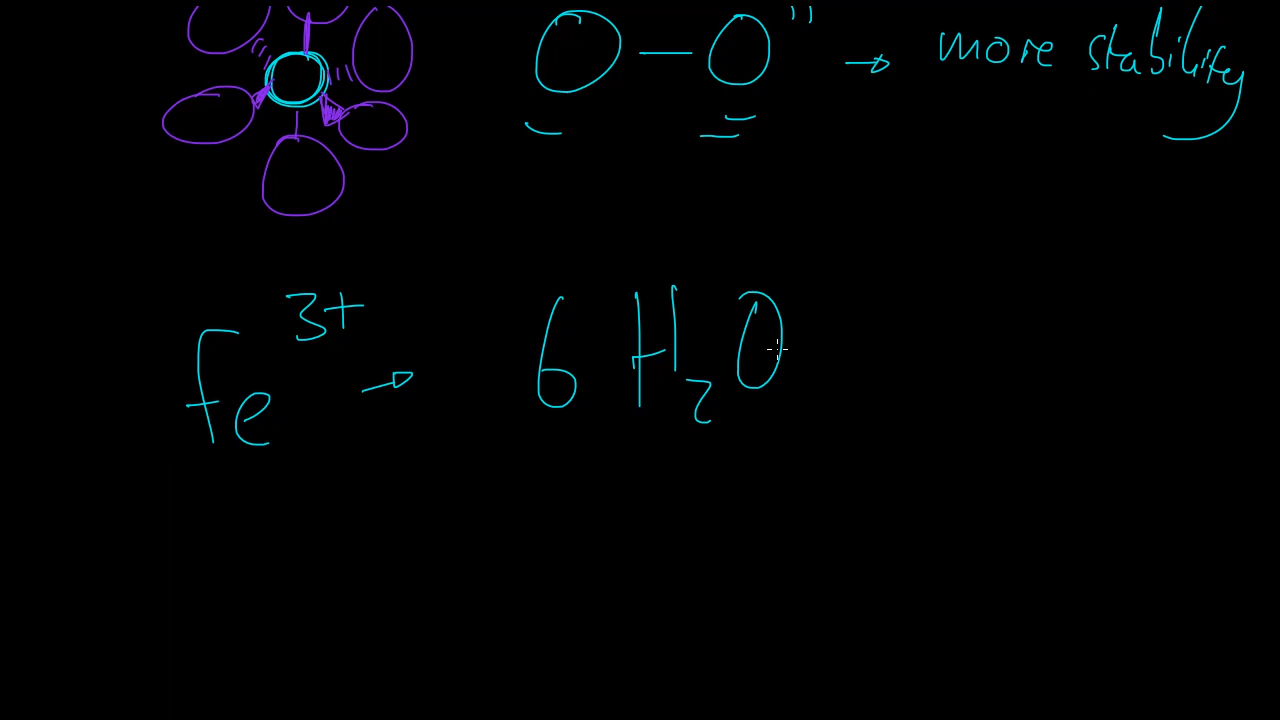 O — O" → more stability
Fe³⁺ → 6 H₂O